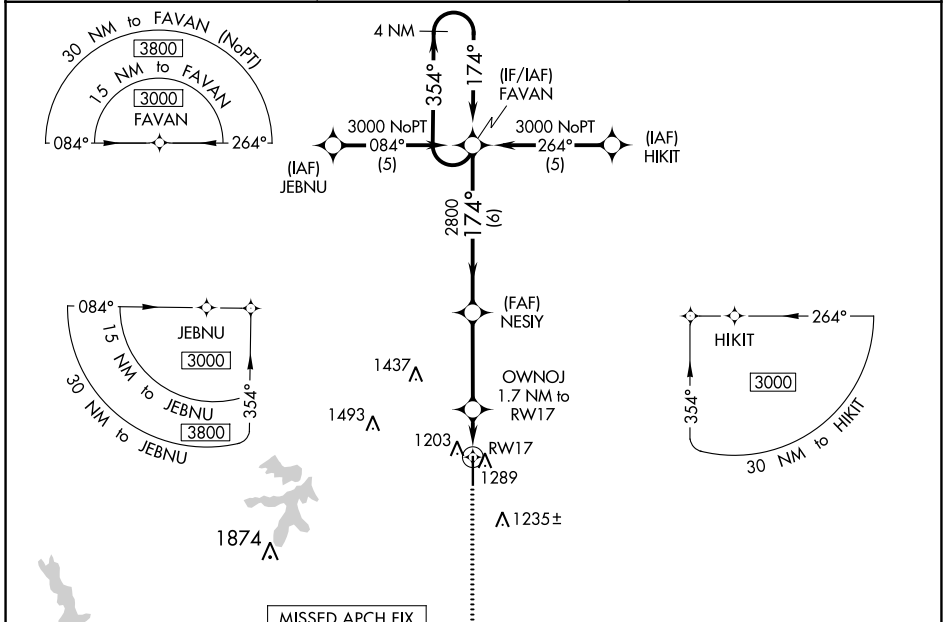 30 NM to FAVAN (NoPT)
3800
15 NM to FAVAN
3000
FAVAN
084°
264°
4 NM
354°
174°
(IF/IAF)
FAVAN
3000 NoPT
084°
(5)
3000 NoPT
264°
(5)
(IAF)
JEBNU
(IAF)
HIKIT
2800
174°
(6)
084°
JEBNU
3000
15 NM to JEBNU
3800
30 NM to JEBNU
354°
(FAF)
NESIY
264°
HIKIT
3000
354°
30 NM to HIKIT
1437
OWNOJ
1.7 NM to
RW17
1493
1203
RW17
1289
1235±
1874
MISSED APCH FIX